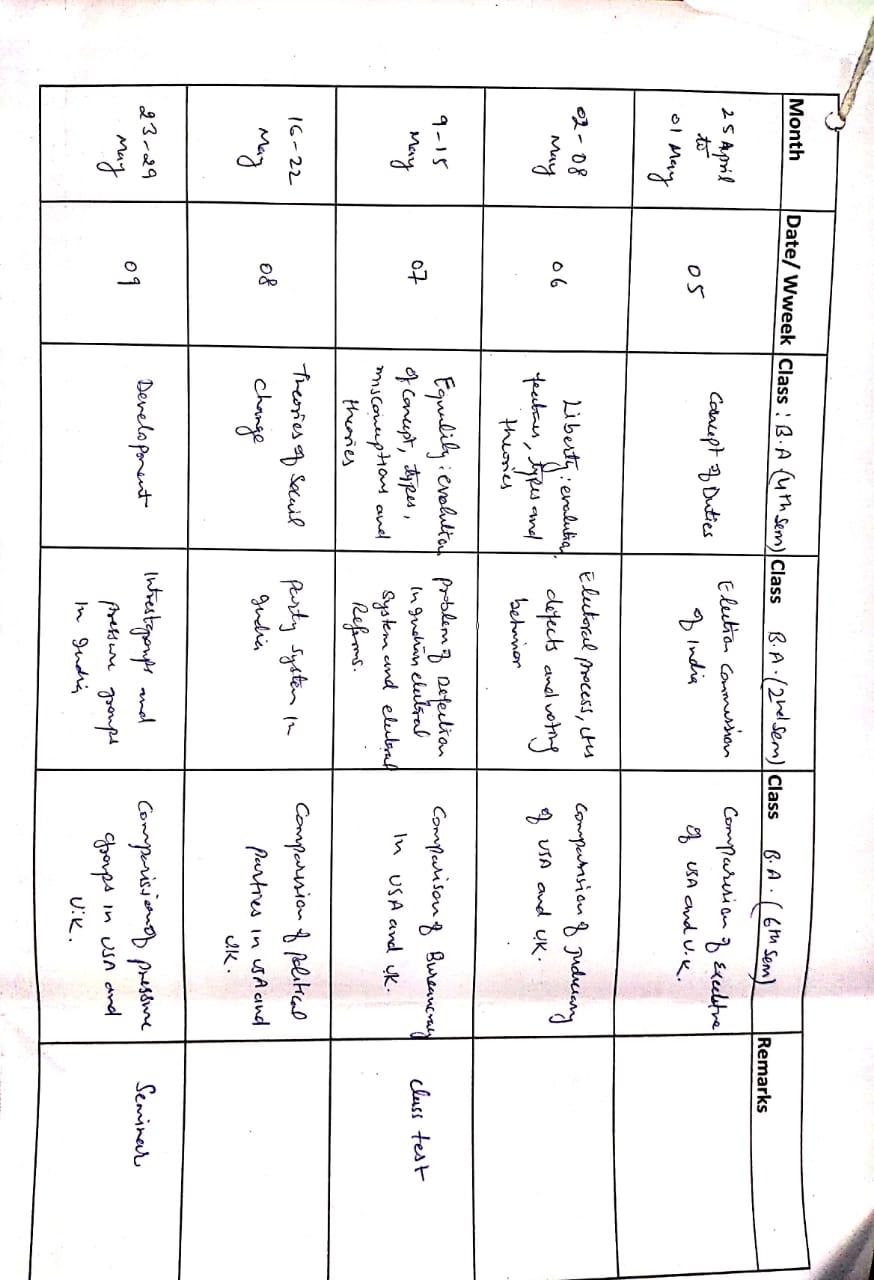 Month Date/ Wweek Class : B.A (4th sem) Class B.A. (2nd sem) Class B.A. (6th sem) Remarks
25 April
to
01 May
05
Concept of Duties
Election Commission
of India
Comparision of Executive
of USA and U.K.
02-08
May
06
Liberty : evolution,
features, types and
theories
Electoral process, its
defects and voting
behavior
Comparision of Judiciary
of USA and U.K.
9-15
May
07
Equality : evolution
of concept, types,
misconceptions and
theories
Problem of Defection
in Indian electoral
System and electoral
Reforms.
Comparison of Bureaucracy
in USA and UK.
class test
16-22
May
08
Theories of Social
change
Party System in
India
Comparision of Political
Parties in USA and
U.K.
23-29
May
09
Development
Intrest groups and
pressure groups
in India
Comparision of pressure
groups in USA and
U.K.
Seminar